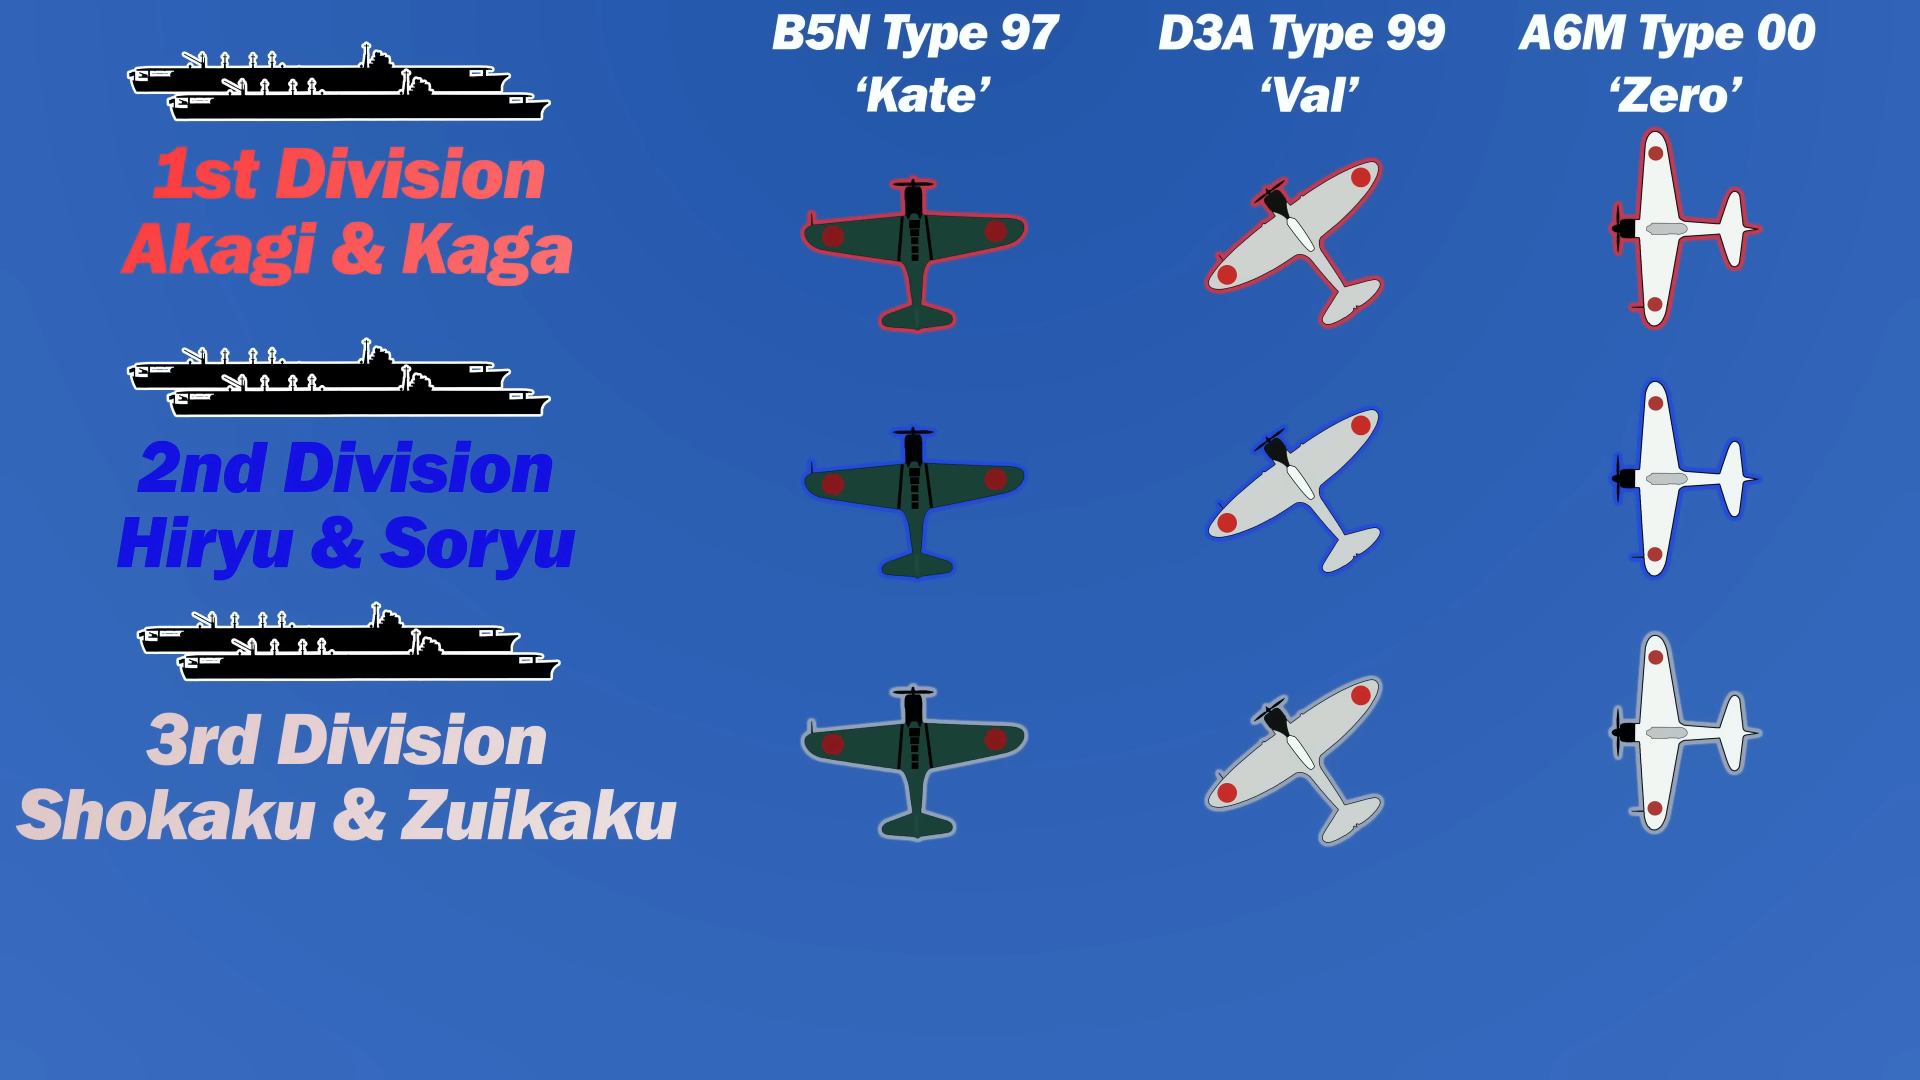 B5N Type 97
‘Kate’
D3A Type 99
‘Val’
A6M Type 00
‘Zero’
1st Division
Akagi & Kaga
2nd Division
Hiryu & Soryu
3rd Division
Shokaku & Zuikaku